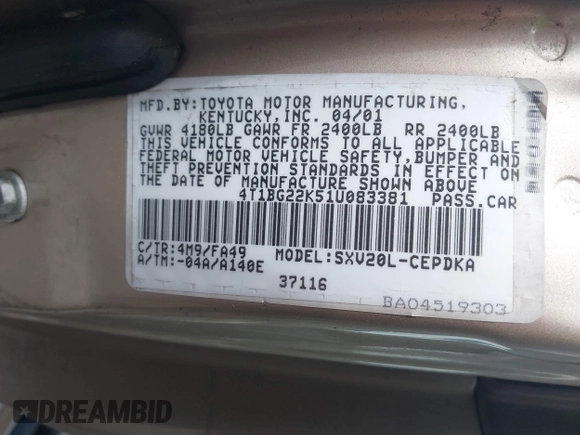 MFD.BY:TOYOTA MOTOR MANUFACTURING,
KENTUCKY,INC. 04/01
GVWR 4180LB GAWR FR 2400LB RR 2400LB
THIS VEHICLE CONFORMS TO ALL APPLICABLE
FEDERAL MOTOR VEHICLE SAFETY,BUMPER AND
THEFT PREVENTION STANDARDS IN EFFECT ON
THE DATE OF MANUFACTURE SHOWN ABOVE
4T1BG22K51U083381 PASS.CAR
C/TR:4M9/FA49 MODEL:SXV20L-CEPDKA
A/TM:-04A/A140E
37116
BA04519303
DREAMBID